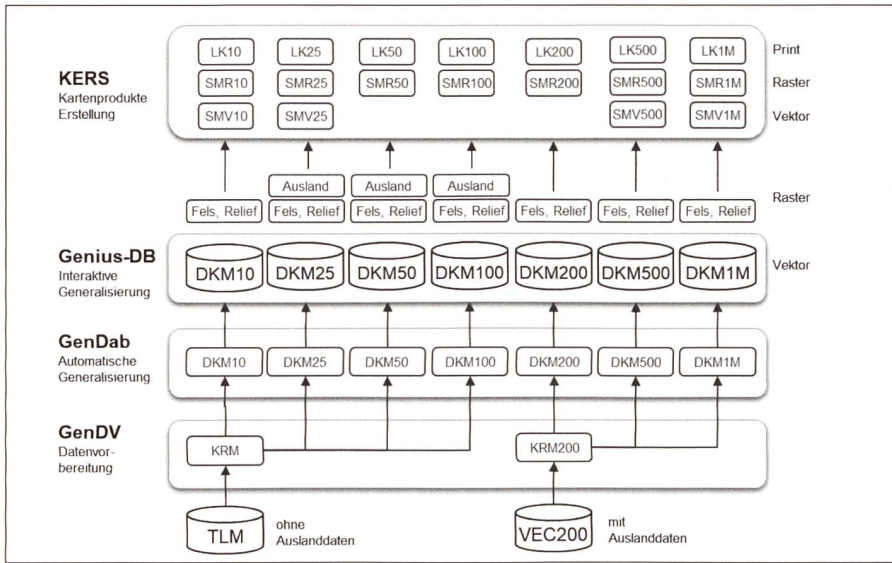 LK10 LK25 LK50 LK100 LK200 LK500 LK1M Print
KERS
Kartenprodukte
Erstellung
SMR10 SMR25 SMR50 SMR100 SMR200 SMR500 SMR1M Raster
SMV10 SMV25 SMV500 SMV1M Vektor
Ausland Ausland Ausland
Fels, Relief Fels, Relief Fels, Relief Fels, Relief Fels, Relief Fels, Relief Fels, Relief Raster
Genius-DB
Interaktive
Generalisierung
DKM10 DKM25 DKM50 DKM100 DKM200 DKM500 DKM1M Vektor
GenDab
Automatische
Generalisierung
DKM10 DKM25 DKM50 DKM100 DKM200 DKM500 DKM1M
GenDV
Datenvor-
bereitung
KRM KRM200
TLM ohne
Auslanddaten
VEC200 mit
Auslanddaten